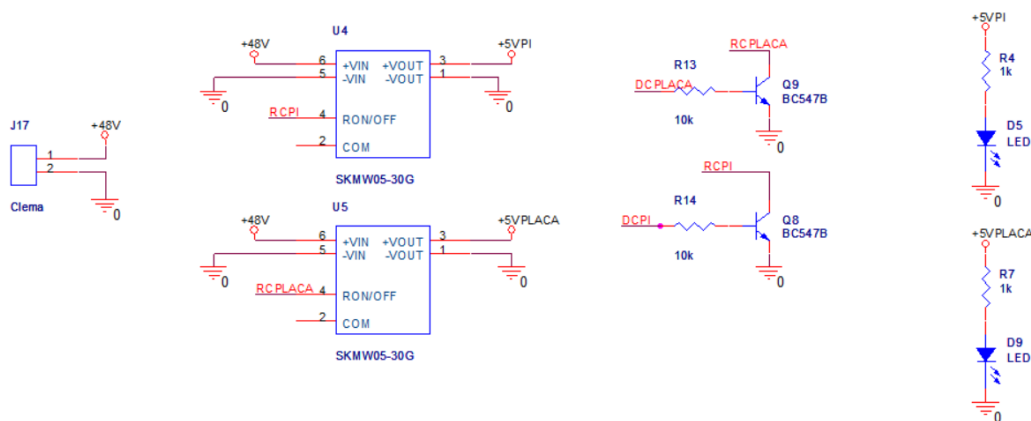 U4
+48V
+5VPI
6
+VIN
+VOUT
3
5
-VIN
-VOUT
1
0
0
RCPI
4
RON/OFF
2
COM
SKMW05-30G
J17
+48V
1
2
Clema
0
U5
+48V
+5VPLACA
6
+VIN
+VOUT
3
5
-VIN
-VOUT
1
0
0
RCPLACA
4
RON/OFF
2
COM
SKMW05-30G
RCPLACA
R13
DCPLACA
10k
Q9
BC547B
0
RCPI
R14
DCPI
10k
Q8
BC547B
0
+5VPI
R4
1k
D5
LED
0
+5VPLACA
R7
1k
D9
LED
0